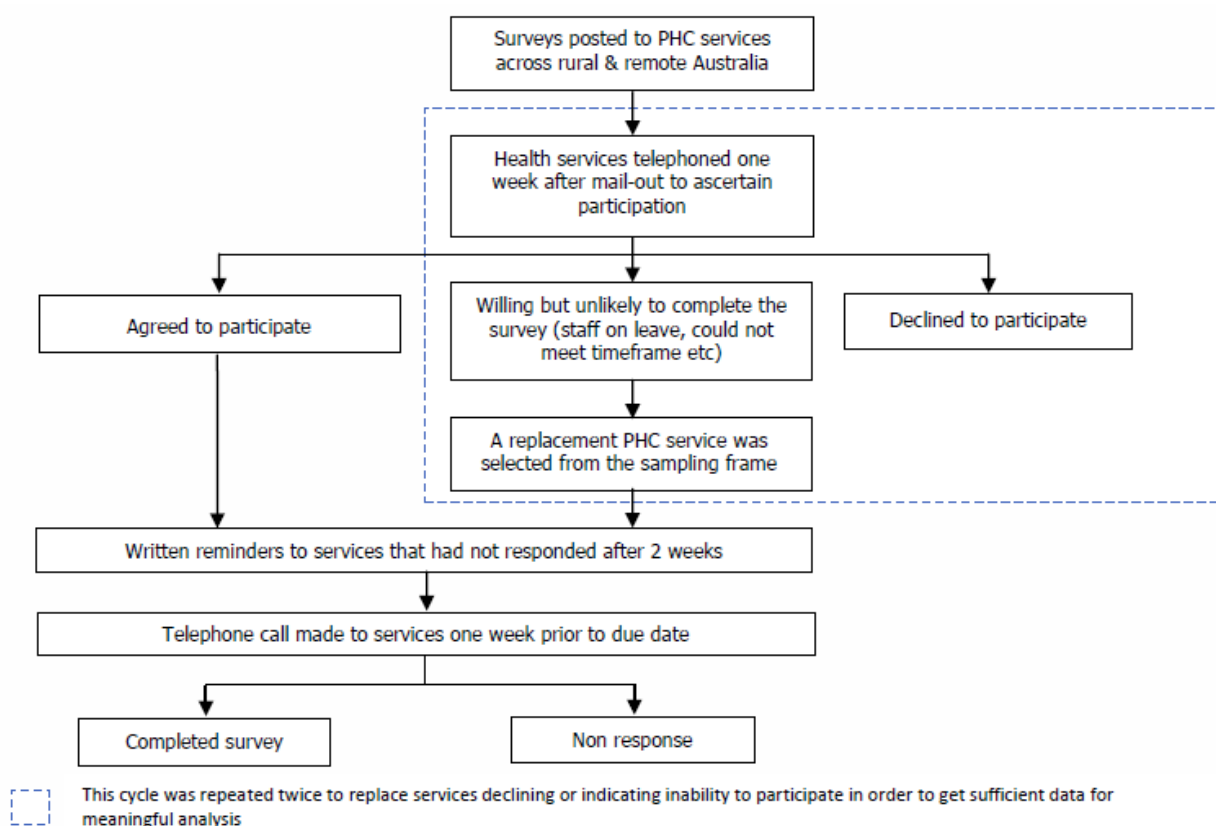 Surveys posted to PHC services
across rural & remote Australia
Health services telephoned one
week after mail-out to ascertain
participation
Agreed to participate
Willing but unlikely to complete the
survey (staff on leave, could not
meet timeframe etc)
Declined to participate
A replacement PHC service was
selected from the sampling frame
Written reminders to services that had not responded after 2 weeks
Telephone call made to services one week prior to due date
Completed survey
Non response
This cycle was repeated twice to replace services declining or indicating inability to participate in order to get sufficient data for
meaningful analysis